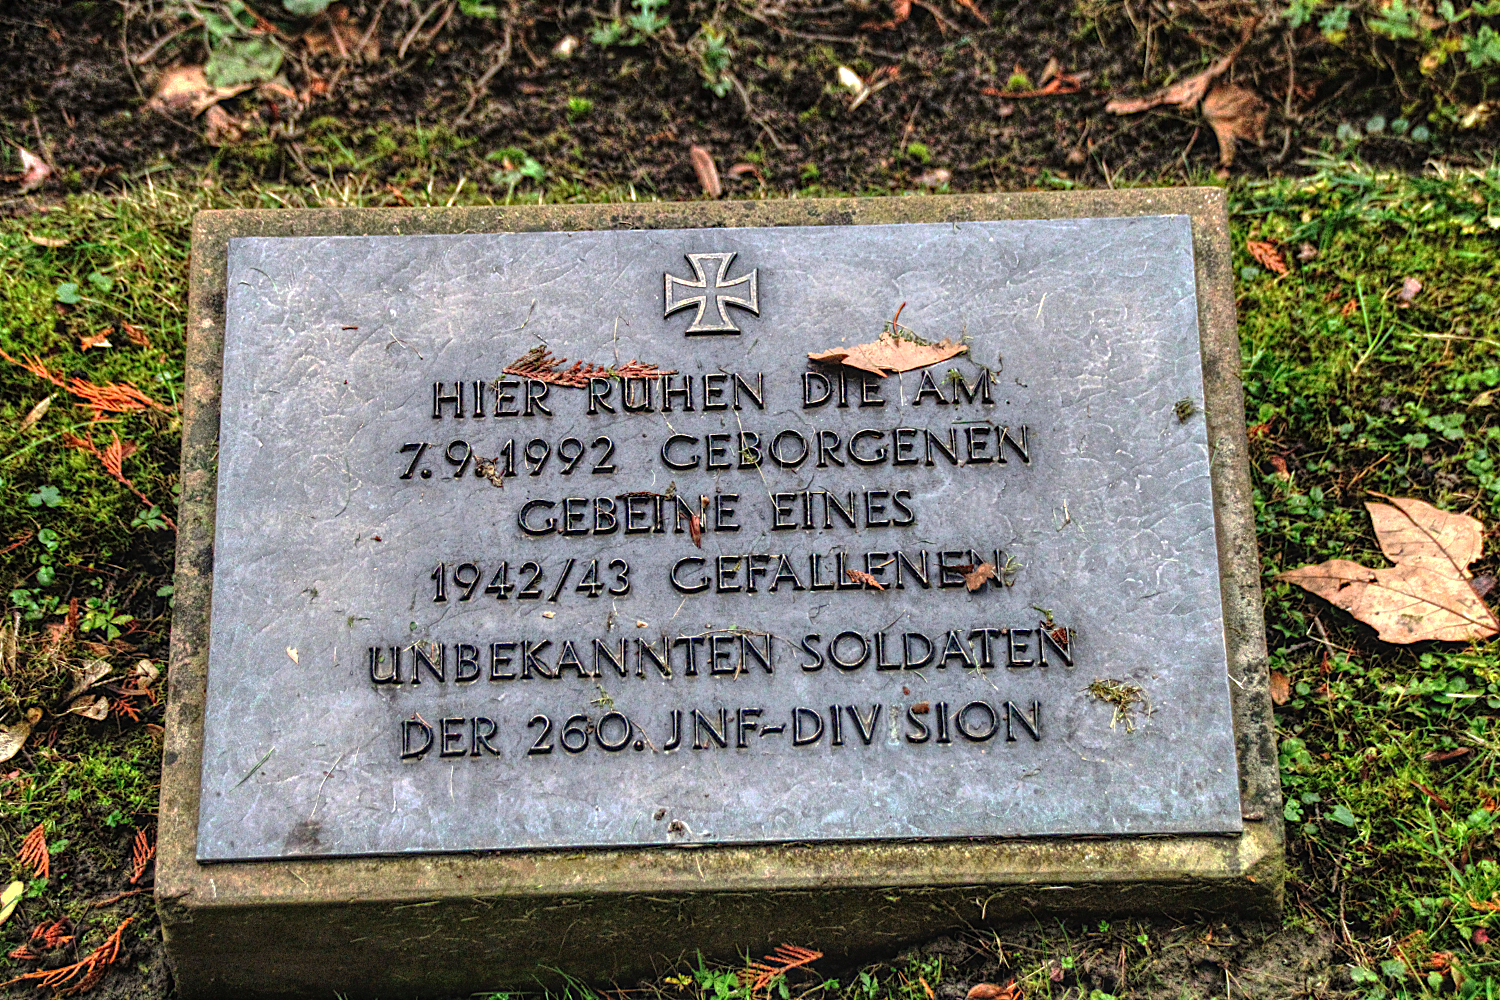 HIER RUHEN DIE AM
7.9.1992 GEBORGENEN
GEBEINE EINES
1942/43 GEFALLENEN
UNBEKANNTEN SOLDATEN
DER 260. JNF-DIVISION